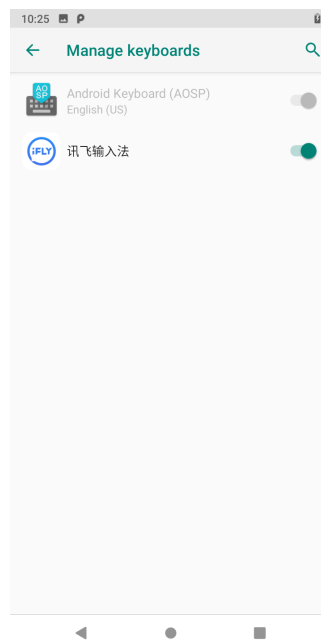 10:25
Manage keyboards
AO
SP
Android Keyboard (AOSP)
English (US)
iFLY
讯飞输入法